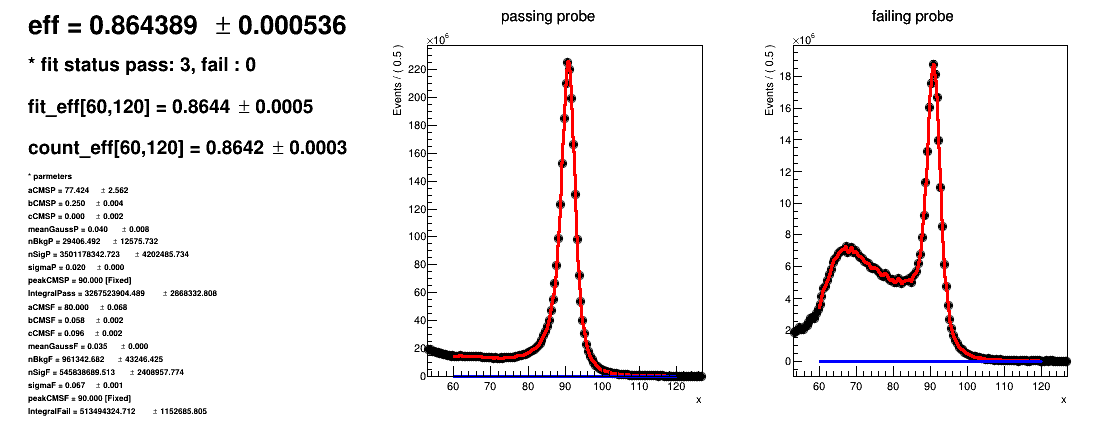 eff = 0.864389 ± 0.000536
* fit status pass: 3, fail : 0
fit_eff[60,120] = 0.8644 ± 0.0005
count_eff[60,120] = 0.8642 ± 0.0003
* parmeters
aCMSP = 77.424 ± 2.562
bCMSP = 0.250 ± 0.004
cCMSP = 0.000 ± 0.002
meanGaussP = 0.040 ± 0.008
nBkgP = 29406.492 ± 12575.732
nSigP = 3501178342.723 ± 4202485.734
sigmaP = 0.020 ± 0.000
peakCMSP = 90.000 [Fixed]
IntegralPass = 3267523904.489 ± 2868332.808
aCMSF = 80.000 ± 0.068
bCMSF = 0.058 ± 0.002
cCMSF = 0.096 ± 0.002
meanGaussF = 0.035 ± 0.000
nBkgF = 961342.682 ± 43246.425
nSigF = 545838689.513 ± 2408957.774
sigmaF = 0.067 ± 0.001
peakCMSF = 90.000 [Fixed]
IntegralFail = 513494324.712 ± 1152685.805
passing probe
×10⁶
Events / ( 0.5 )
220
200
180
160
140
120
100
80
60
40
20
0
60 70 80 90 100 110 120
x
failing probe
×10⁶
Events / ( 0.5 )
18
16
14
12
10
8
6
4
2
0
60 70 80 90 100 110 120
x